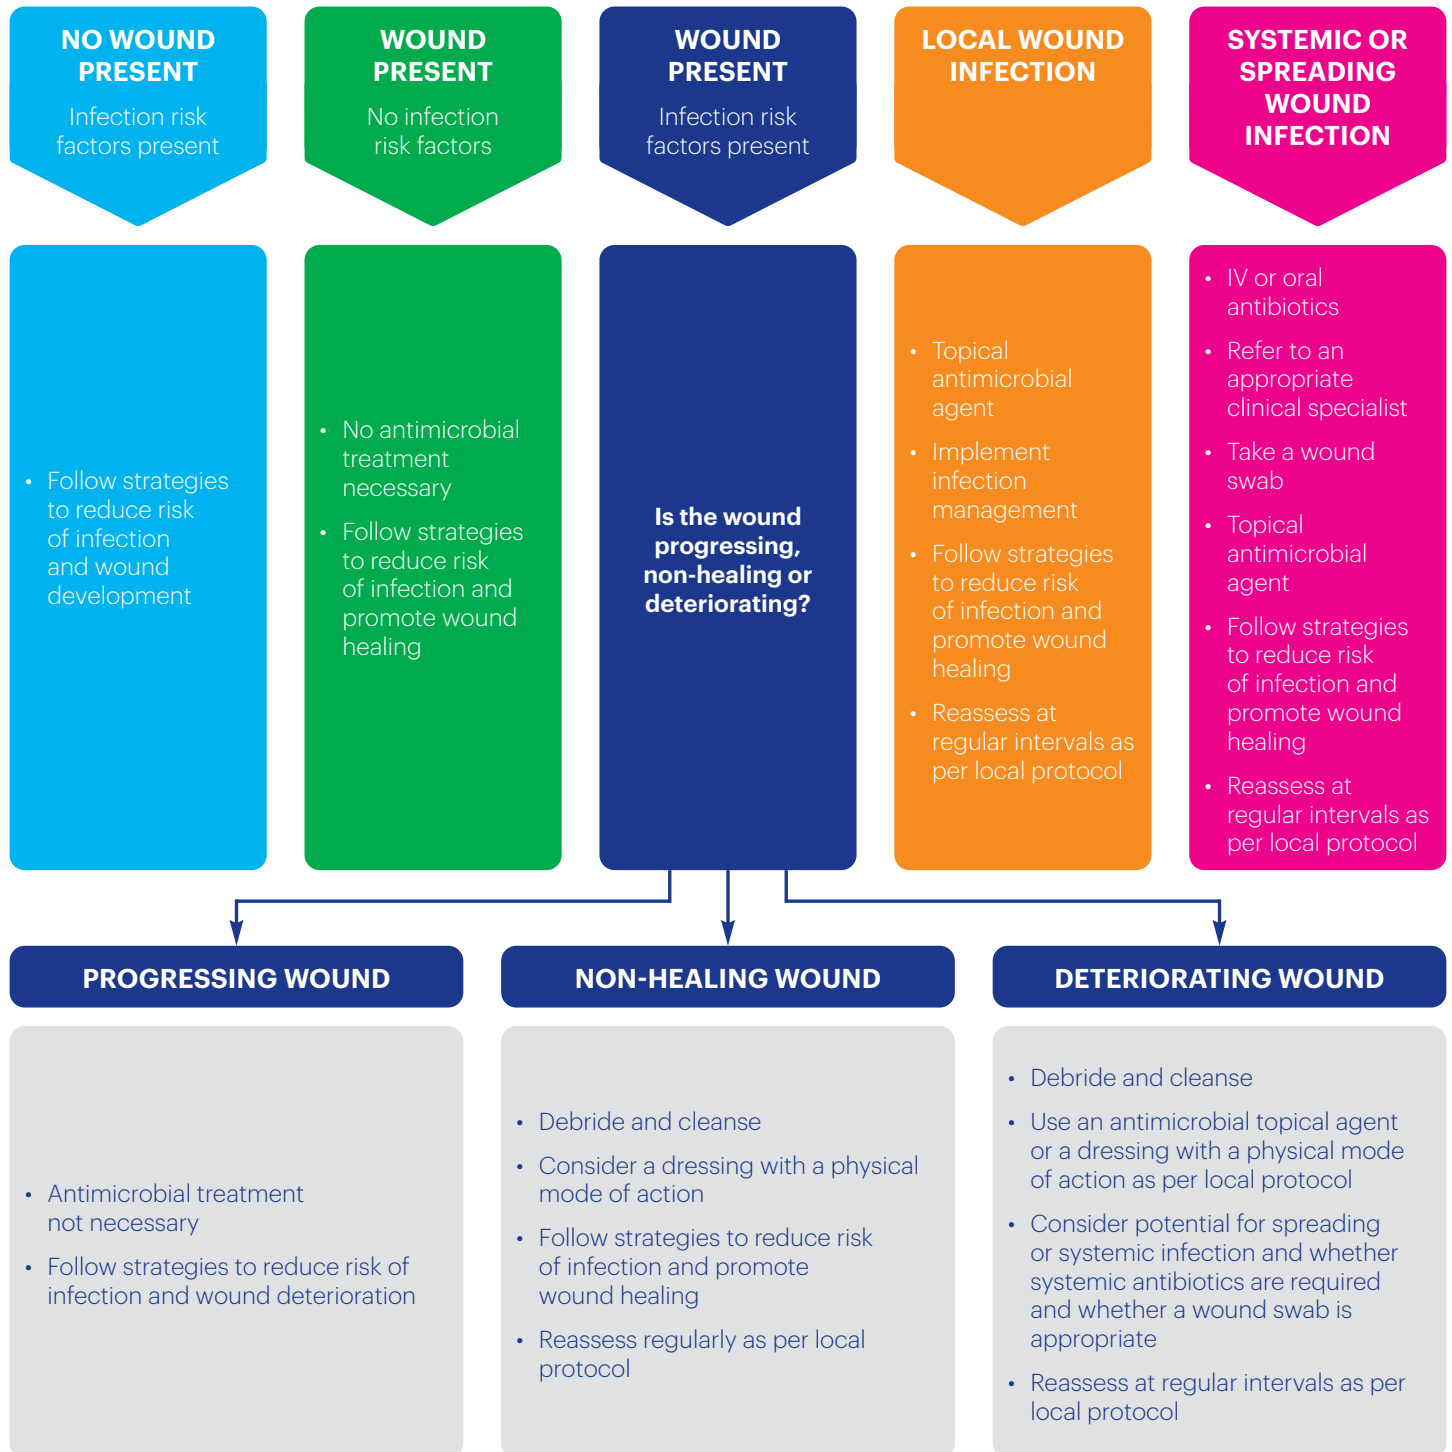 NO WOUND
PRESENT
Infection risk
factors present
WOUND
PRESENT
No infection
risk factors
WOUND
PRESENT
Infection risk
factors present
LOCAL WOUND
INFECTION
SYSTEMIC OR
SPREADING
WOUND
INFECTION
• Follow strategies
to reduce risk
of infection
and wound
development
• No antimicrobial
treatment
necessary
• Follow strategies
to reduce risk
of infection and
promote wound
healing
Is the wound
progressing,
non-healing or
deteriorating?
• Topical
antimicrobial
agent
• Implement
infection
management
• Follow strategies
to reduce risk
of infection and
promote wound
healing
• Reassess at
regular intervals as
per local protocol
• IV or oral
antibiotics
• Refer to an
appropriate
clinical specialist
• Take a wound
swab
• Topical
antimicrobial
agent
• Follow strategies
to reduce risk
of infection and
promote wound
healing
• Reassess at
regular intervals as
per local protocol
PROGRESSING WOUND
NON-HEALING WOUND
DETERIORATING WOUND
• Antimicrobial treatment
not necessary
• Follow strategies to reduce risk of
infection and wound deterioration
• Debride and cleanse
• Consider a dressing with a physical
mode of action
• Follow strategies to reduce risk
of infection and promote
wound healing
• Reassess regularly as per local
protocol
• Debride and cleanse
• Use an antimicrobial topical agent
or a dressing with a physical mode
of action as per local protocol
• Consider potential for spreading
or systemic infection and whether
systemic antibiotics are required
and whether a wound swab is
appropriate
• Reassess at regular intervals as per
local protocol